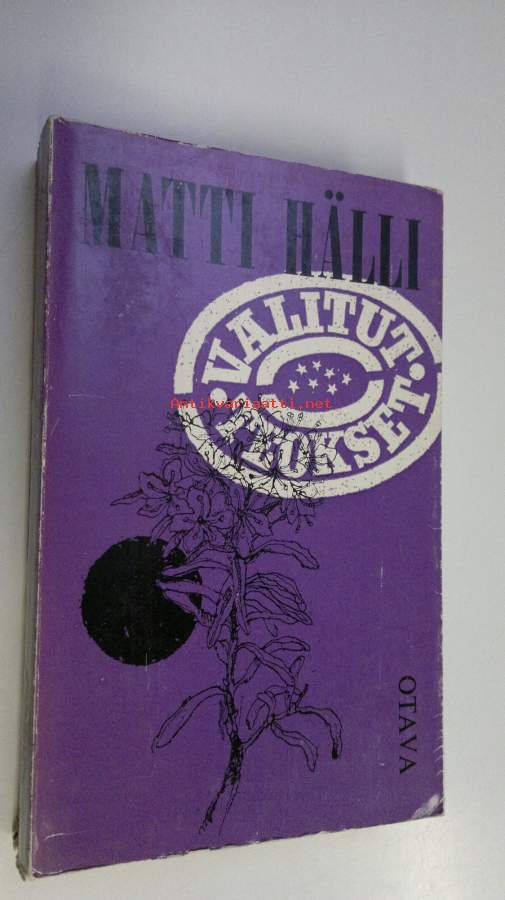 MATTI HÄLLI
VALITUT
Antikvariaatti.net
OTAVA